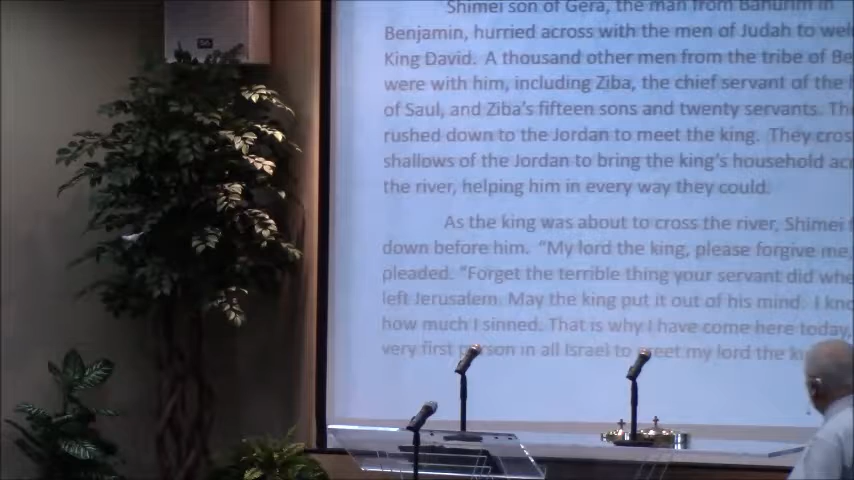 Shimei son of Gera, the man from Bahurim in
Benjamin, hurried across with the men of Judah to
King David. A thousand other men from the tribe of
were with him, including Ziba, the chief servant of the
of Saul, and Ziba's fifteen sons and twenty servants.
rushed down to the Jordan to meet the king. They
shallows of the Jordan to bring the king's household
the river, helping him in every way they could.
As the king was about to cross the river, Shimei
down before him. "My lord the king, please forgive me,
pleaded. "Forget the terrible thing your servant did
left Jerusalem. May the king put it out of his mind. I
how much I sinned. That is why I have come here today,
very first person in all Israel to meet my lord the